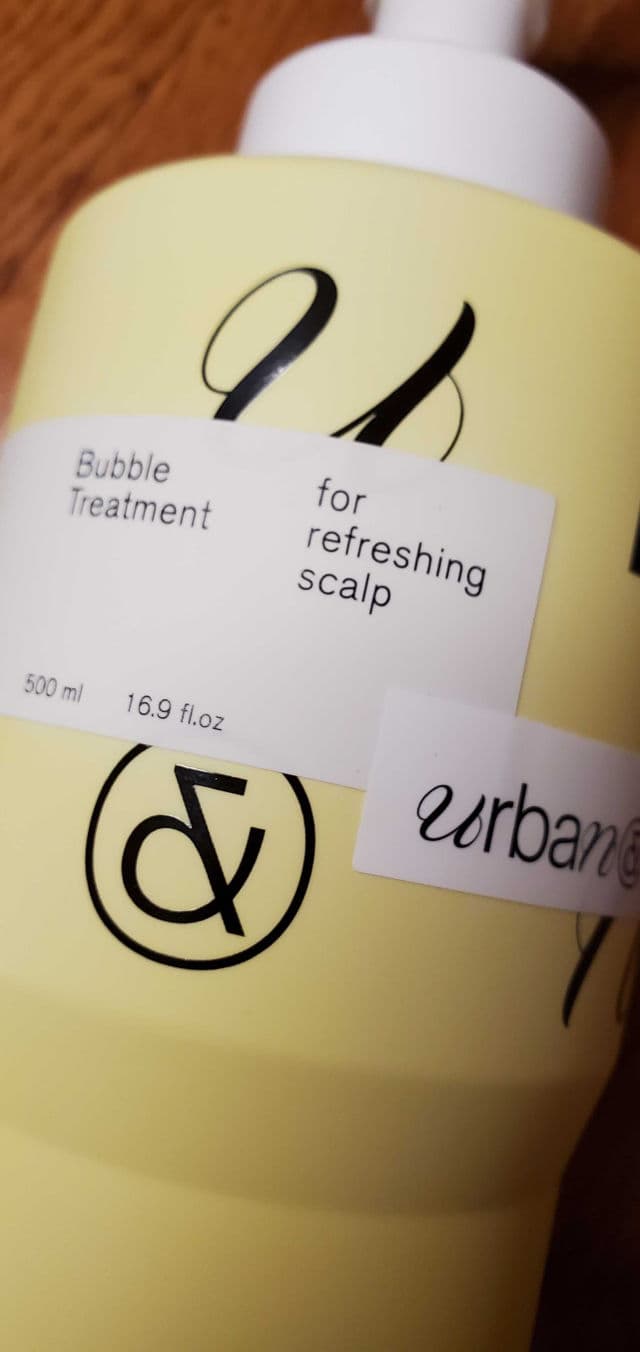 Bubble
Treatment
for
refreshing
scalp
500 ml 16.9 fl.oz
&
urban